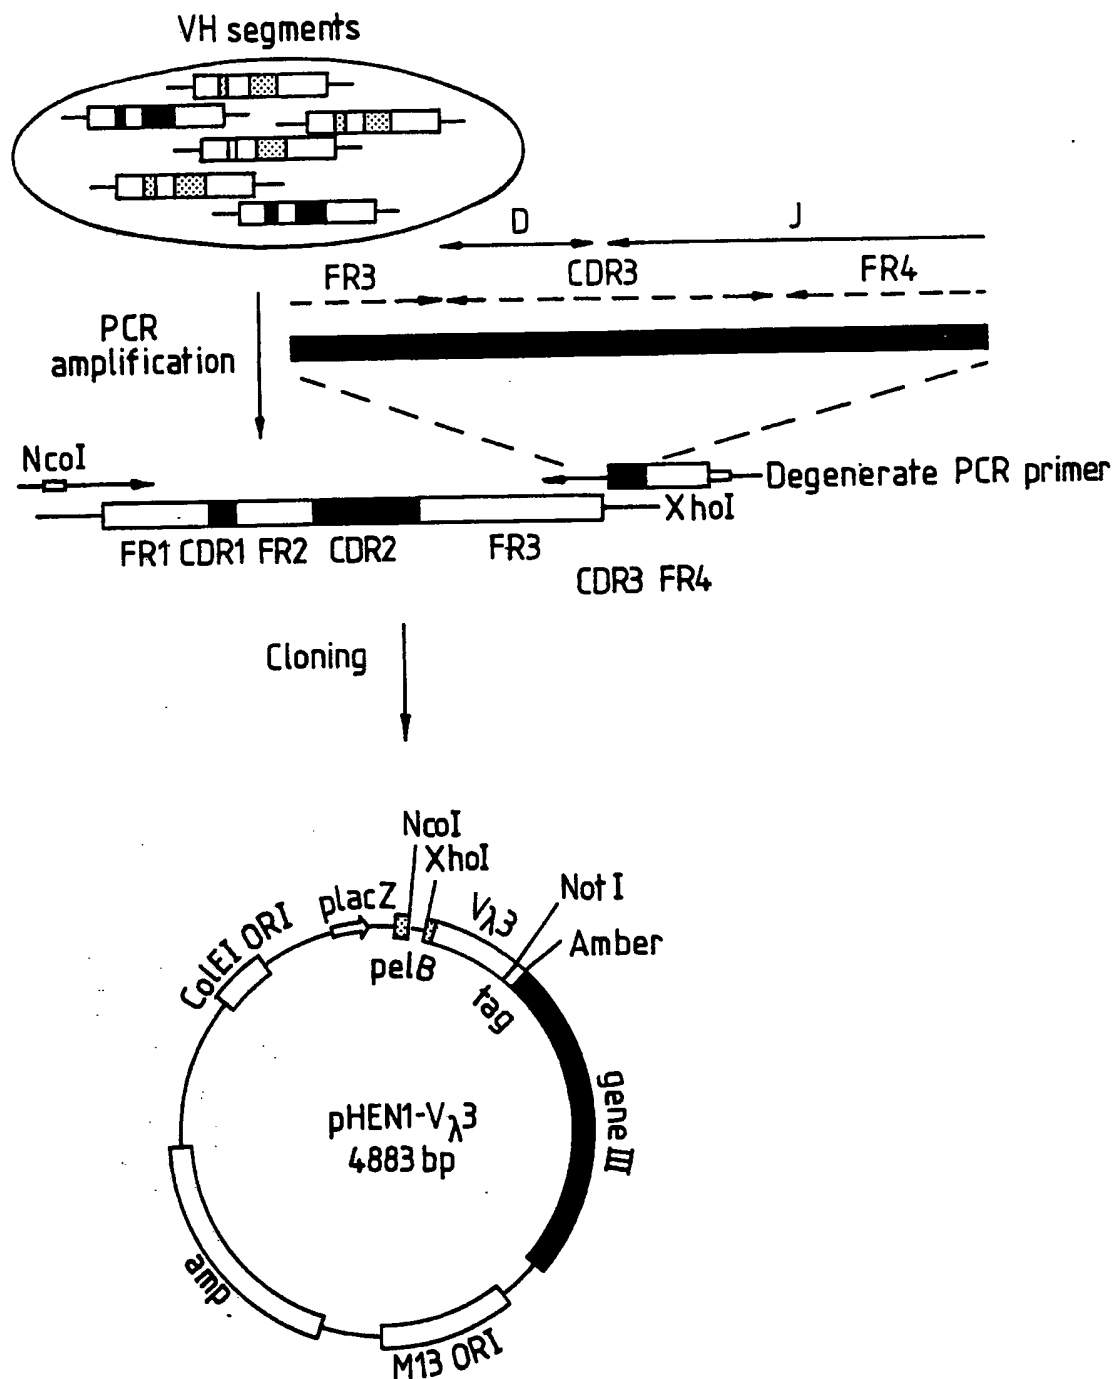 VH segments
D
J
FR3
CDR3
FR4
PCR
amplification
NcoI
Degenerate PCR primer
XhoI
FR1 CDR1 FR2 CDR2 FR3
CDR3 FR4
Cloning
NcoI
XhoI
Vλ3
Not I
Amber
placZ
pelB
tag
ColEI ORI
gene III
pHEN1-Vλ3
4883 bp
amp
M13 ORI